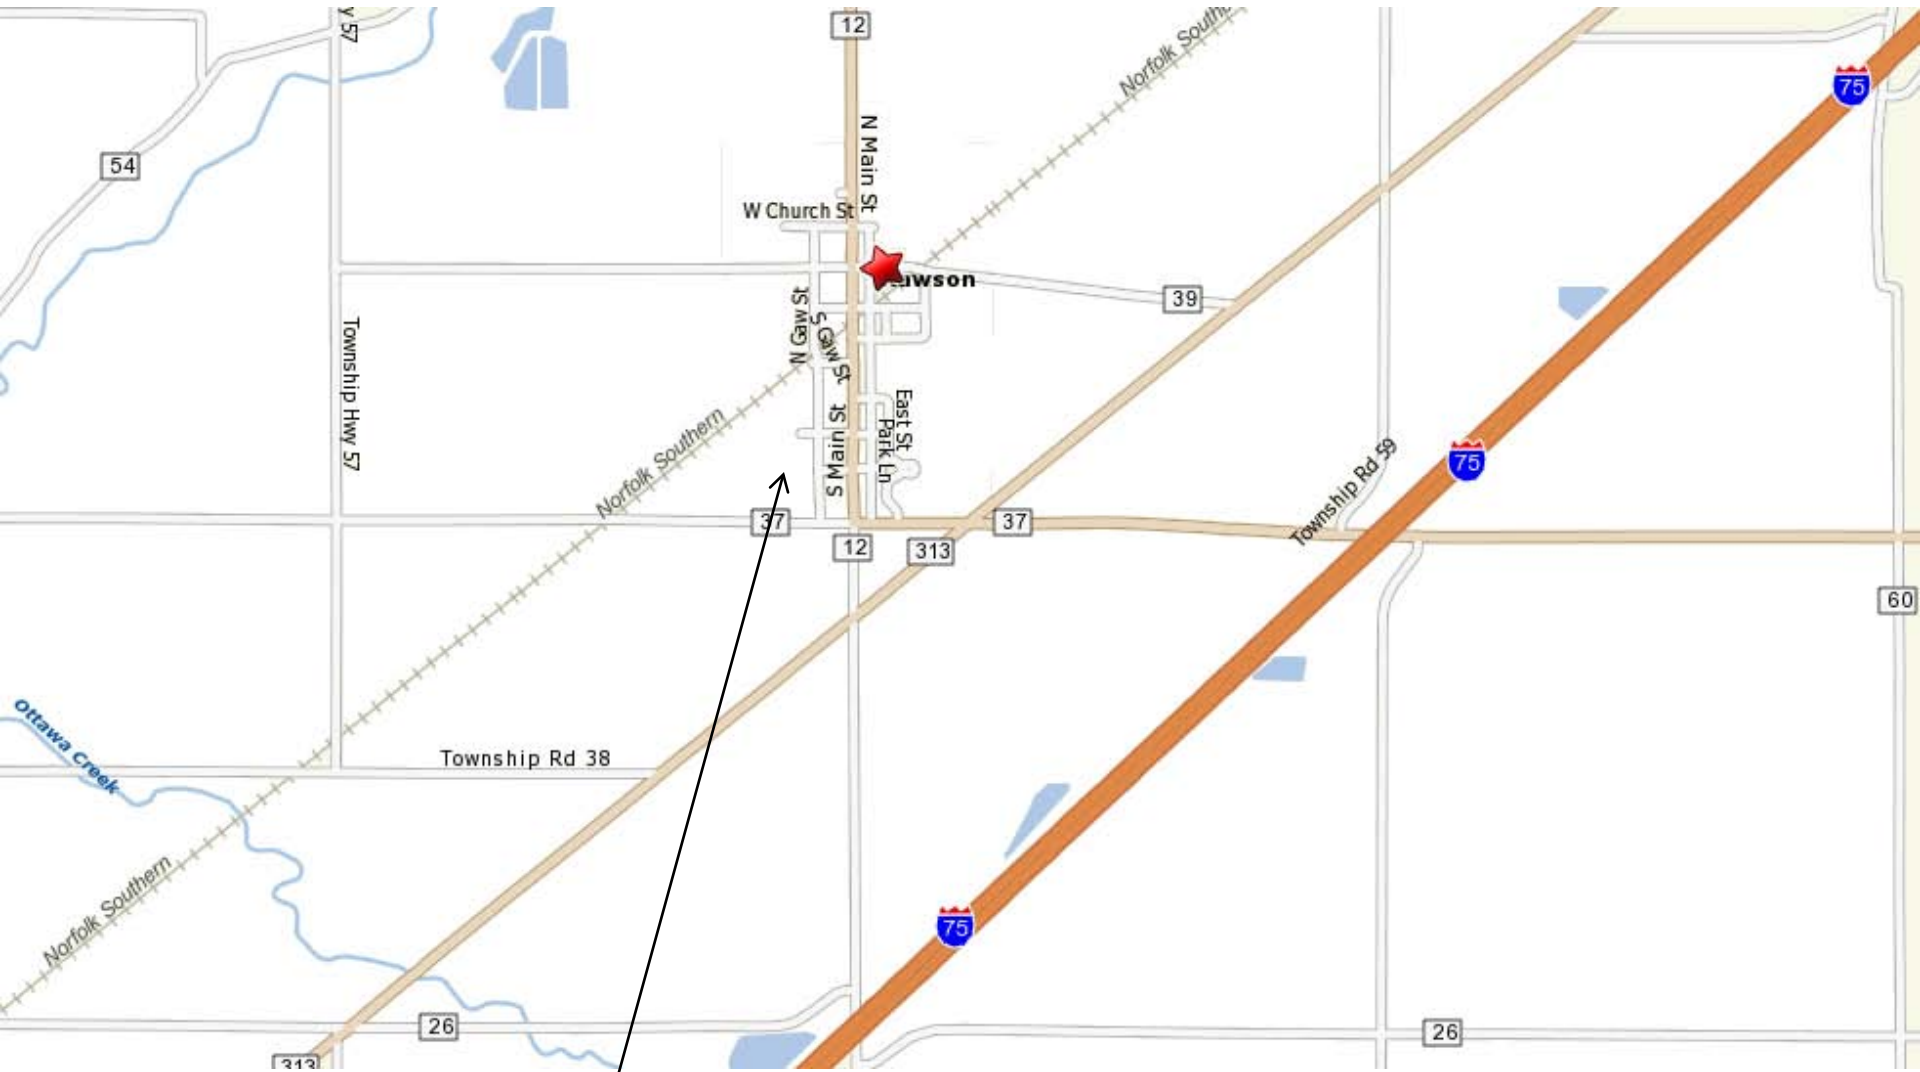 y 57
12
Norfolk Southe
75
N Main St
54
W Church St
awson
39
N Gaw St
S Gaw St
Township Hwy 57
East St
S Main St
Park Ln
Norfolk Southern
Township Rd 59
75
37
37
12
313
60
Ottawa Creek
Township Rd 38
Norfolk Southern
75
26
26
313